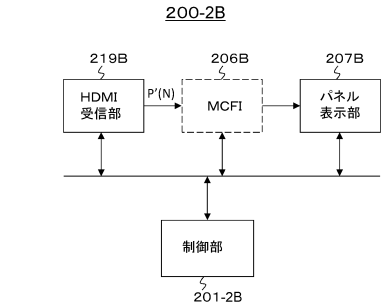 200-2B
219B
206B
207B
HDMI
受信部
P'(N)
MCFI
パネル
表示部
制御部
201-2B